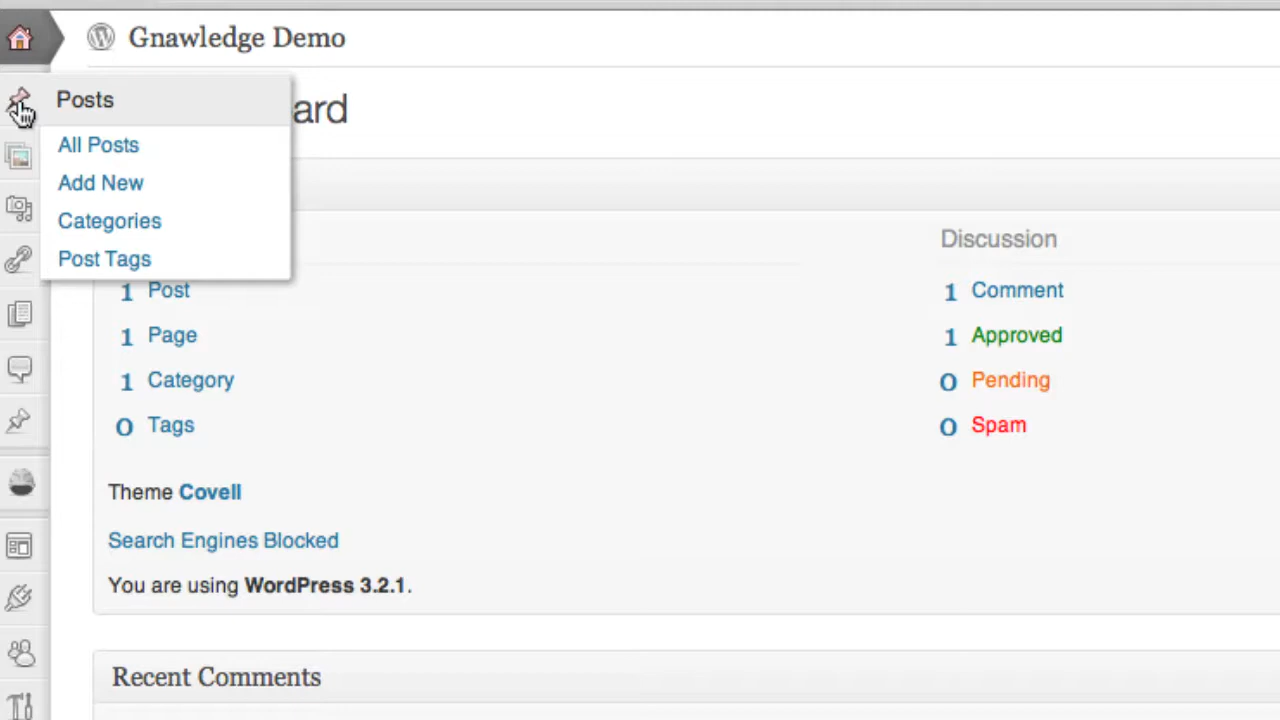 Gnawledge Demo
Posts
ard
All Posts
Add New
Categories
Post Tags
Discussion
1 Post
1 Comment
1 Page
1 Approved
1 Category
0 Pending
0 Tags
0 Spam
Theme Covell
Search Engines Blocked
You are using WordPress 3.2.1.
Recent Comments